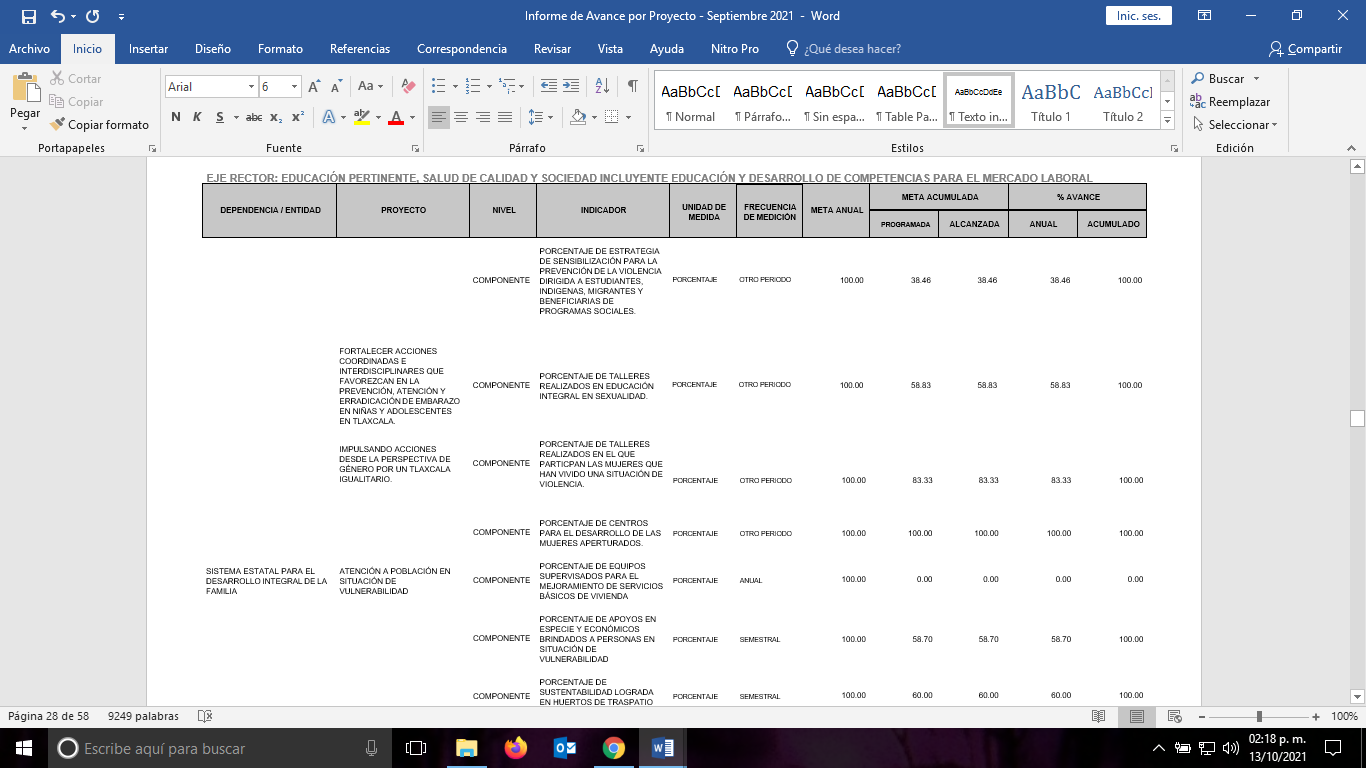 Informe de Avance por Proyecto - Septiembre 2021 - Word
Inic. ses.
Archivo Inicio Insertar Diseño Formato Referencias Correspondencia Revisar Vista Ayuda Nitro Pro ¿Qué desea hacer? Compartir
Pegar
Cortar
Copiar
Copiar formato
Portapapeles
Arial 6
N K S abc x₂ x²
Fuente
Párrafo
AaBbCcD AaBbCcD AaBbCcD AaBbCcD AaBbCcDdEe AaBbC AaBbCcD
¶ Normal ¶ Párrafo... ¶ Sin espa... ¶ Table Pa... ¶ Texto in... Título 1 Título 2
Estilos
Buscar
Reemplazar
Seleccionar
Edición
EJE RECTOR: EDUCACIÓN PERTINENTE, SALUD DE CALIDAD Y SOCIEDAD INCLUYENTE EDUCACIÓN Y DESARROLLO DE COMPETENCIAS PARA EL MERCADO LABORAL
DEPENDENCIA / ENTIDAD
PROYECTO
NIVEL
INDICADOR
UNIDAD DE
MEDIDA
FRECUENCIA
DE MEDICIÓN
META ANUAL
META ACUMULADA
PROGRAMADA ALCANZADA
% AVANCE
ANUAL ACUMULADO
COMPONENTE
PORCENTAJE DE ESTRATEGIA
DE SENSIBILIZACIÓN PARA LA
PREVENCIÓN DE LA VIOLENCIA
DIRIGIDA A ESTUDIANTES,
INDIGENAS, MIGRANTES Y
BENEFICIARIAS DE
PROGRAMAS SOCIALES.
PORCENTAJE OTRO PERIODO 100.00 38.46 38.46 38.46 100.00
FORTALECER ACCIONES
COORDINADAS E
INTERDISCIPLINARES QUE
FAVOREZCAN EN LA
PREVENCIÓN, ATENCIÓN Y
ERRADICACIÓN DE EMBARAZO
EN NIÑAS Y ADOLESCENTES
EN TLAXCALA.
COMPONENTE
PORCENTAJE DE TALLERES
REALIZADOS EN EDUCACIÓN
INTEGRAL EN SEXUALIDAD.
PORCENTAJE OTRO PERIODO 100.00 58.83 58.83 58.83 100.00
IMPULSANDO ACCIONES
DESDE LA PERSPECTIVA DE
GÉNERO POR UN TLAXCALA
IGUALITARIO.
COMPONENTE
PORCENTAJE DE TALLERES
REALIZADOS EN EL QUE
PARTICPAN LAS MUJERES QUE
HAN VIVIDO UNA SITUACIÓN DE
VIOLENCIA.
PORCENTAJE OTRO PERIODO 100.00 83.33 83.33 83.33 100.00
COMPONENTE
PORCENTAJE DE CENTROS
PARA EL DESARROLLO DE LAS
MUJERES APERTURADOS.
PORCENTAJE OTRO PERIODO 100.00 100.00 100.00 100.00 100.00
SISTEMA ESTATAL PARA EL
DESARROLLO INTEGRAL DE LA
FAMILIA
ATENCIÓN A POBLACIÓN EN
SITUACIÓN DE
VULNERABILIDAD
COMPONENTE
PORCENTAJE DE EQUIPOS
SUPERVISADOS PARA EL
MEJORAMIENTO DE SERVICIOS
BÁSICOS DE VIVIENDA
PORCENTAJE ANUAL 100.00 0.00 0.00 0.00 0.00
COMPONENTE
PORCENTAJE DE APOYOS EN
ESPECIE Y ECONÓMICOS
BRINDADOS A PERSONAS EN
SITUACIÓN DE
VULNERABILIDAD
PORCENTAJE SEMESTRAL 100.00 58.70 58.70 58.70 100.00
COMPONENTE
PORCENTAJE DE
SUSTENTABILIDAD LOGRADA
EN HUERTOS DE TRASPATIO
PORCENTAJE SEMESTRAL 100.00 60.00 60.00 60.00 100.00
Página 28 de 58 9249 palabras 100%
Escribe aquí para buscar
02:18 p. m.
13/10/2021